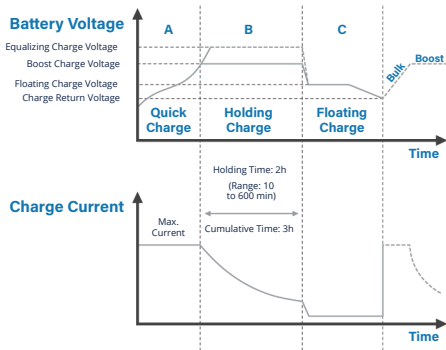 Battery Voltage
A
B
C
Equalizing Charge Voltage
Boost Charge Voltage
Floating Charge Voltage
Charge Return Voltage
Bulk
Boost
Quick
Charge
Holding
Charge
Floating
Charge
Time
Holding Time: 2h
(Range: 10
to 600 min)
Cumulative Time: 3h
Charge Current
Max.
Current
Time